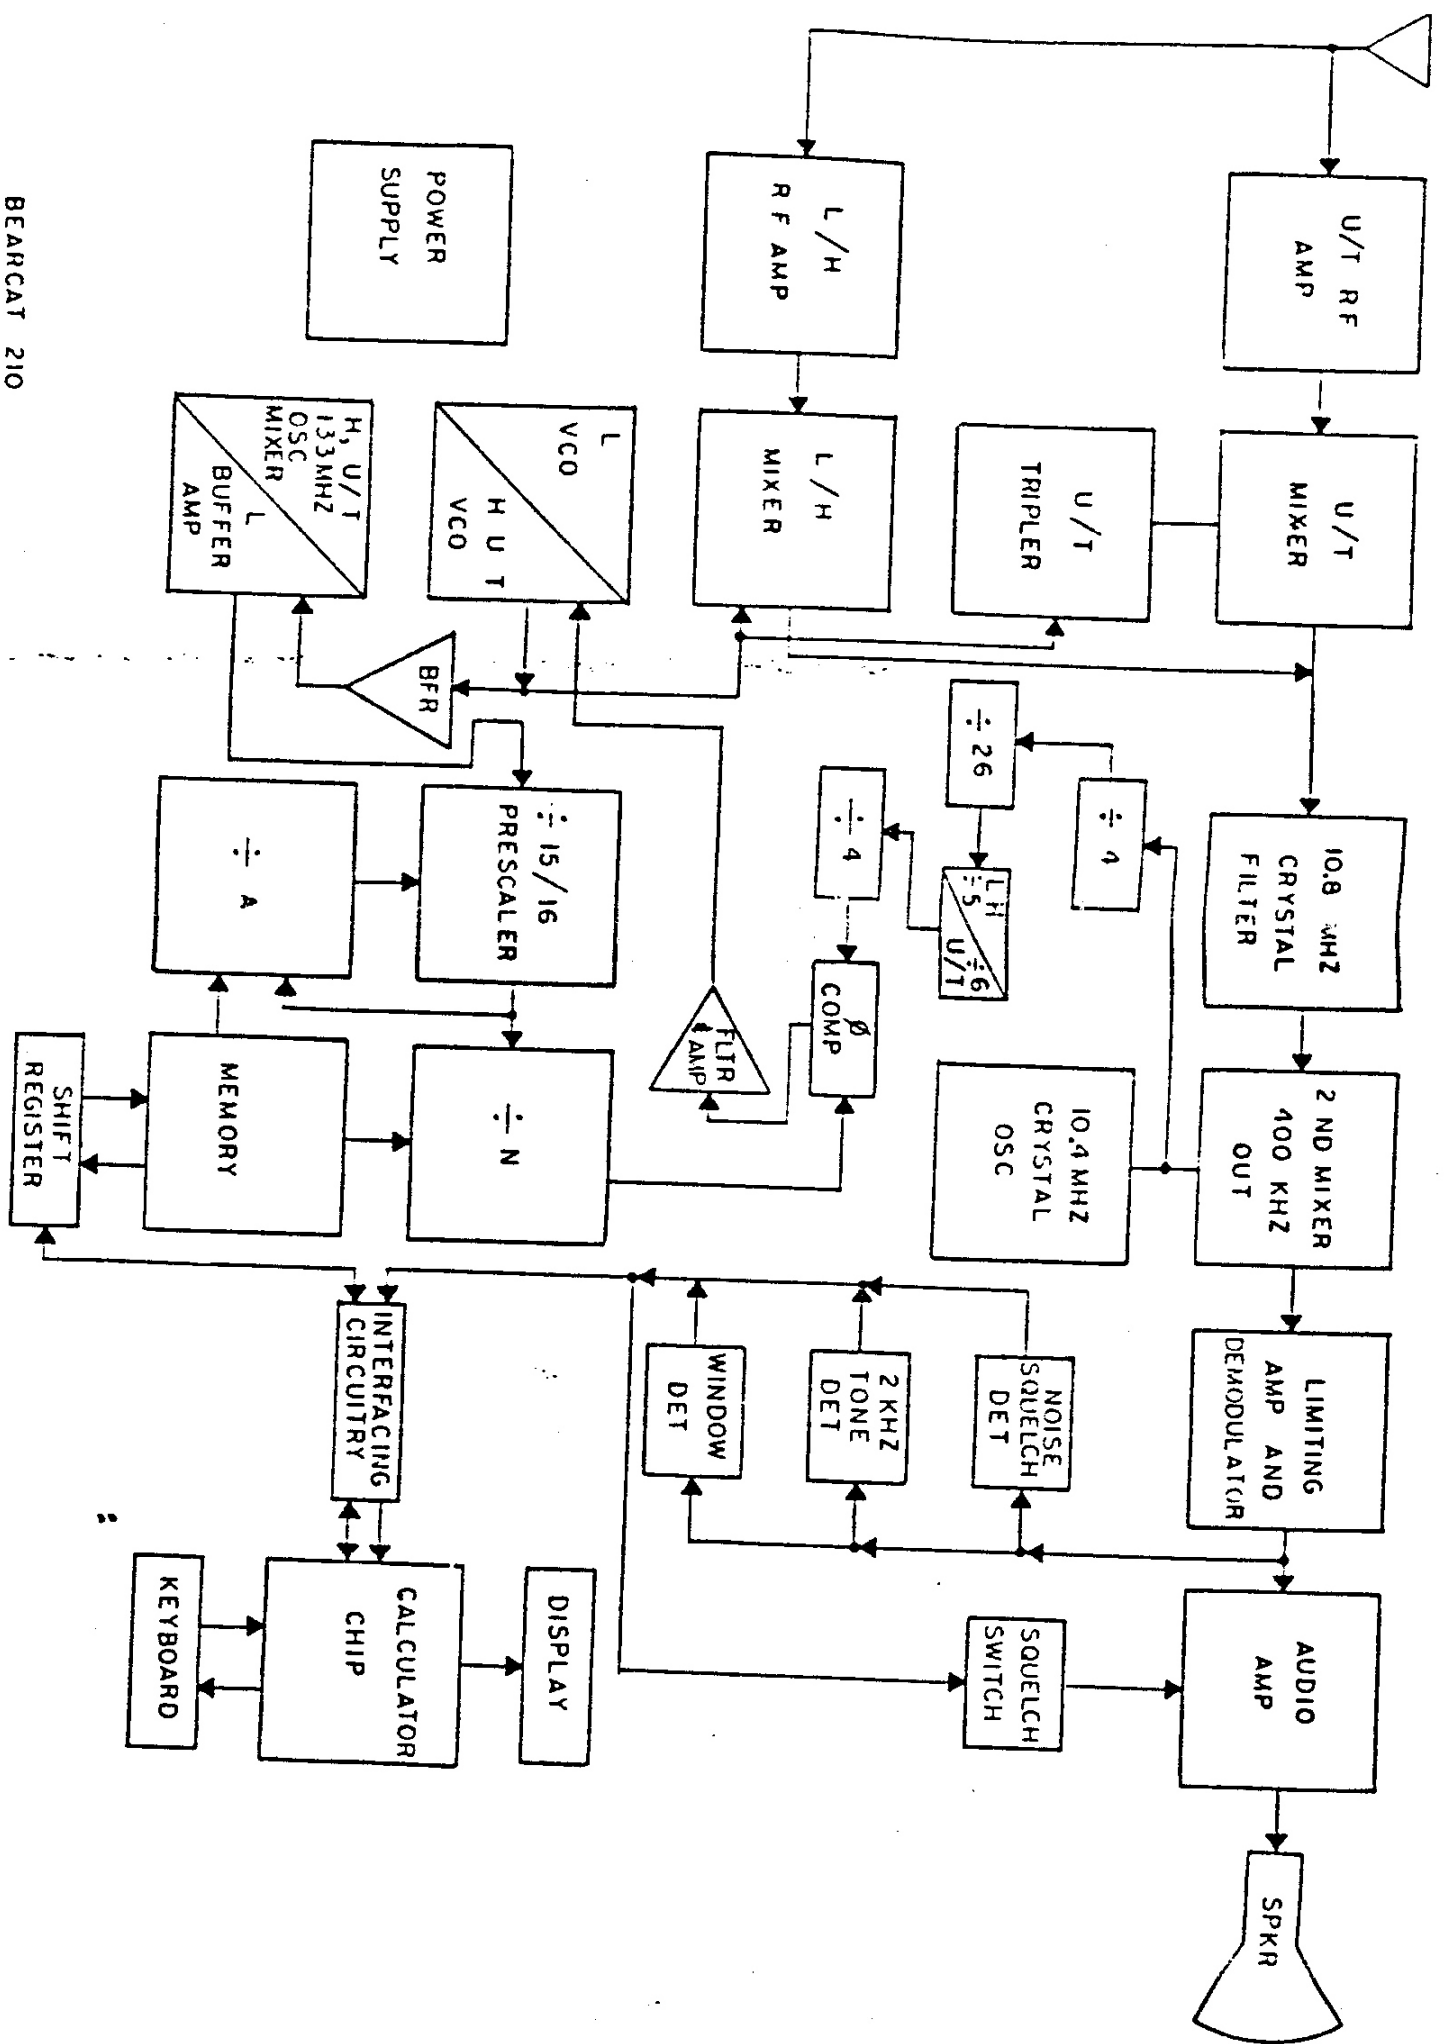 U/T RF
AMP
U/T
MIXER
10.8 MHZ
CRYSTAL
FILTER
2 ND MIXER
400 KHZ
OUT
LIMITING
AMP AND
DEMODULATOR
AUDIO
AMP
SPKR
U/T
TRIPLER
÷ 4
÷ 26
LH
÷5
÷6
U/T
10.4 MHZ
CRYSTAL
OSC
NOISE
SQUELCH
DET
SQUELCH
SWITCH
L/H
RF AMP
L/H
MIXER
÷ 4
Ø
COMP
2 KHZ
TONE
DET
FLTR
& AMP
WINDOW
DET
POWER
SUPPLY
L
VCO
H U T
VCO
BFR
÷ 15/16
PRESCALER
÷ N
DISPLAY
H, U/T
133MHZ
OSC
MIXER
L
BUFFER
AMP
÷ A
MEMORY
INTERFACING
CIRCUITRY
CALCULATOR
CHIP
SHIFT
REGISTER
KEYBOARD
BEARCAT 210